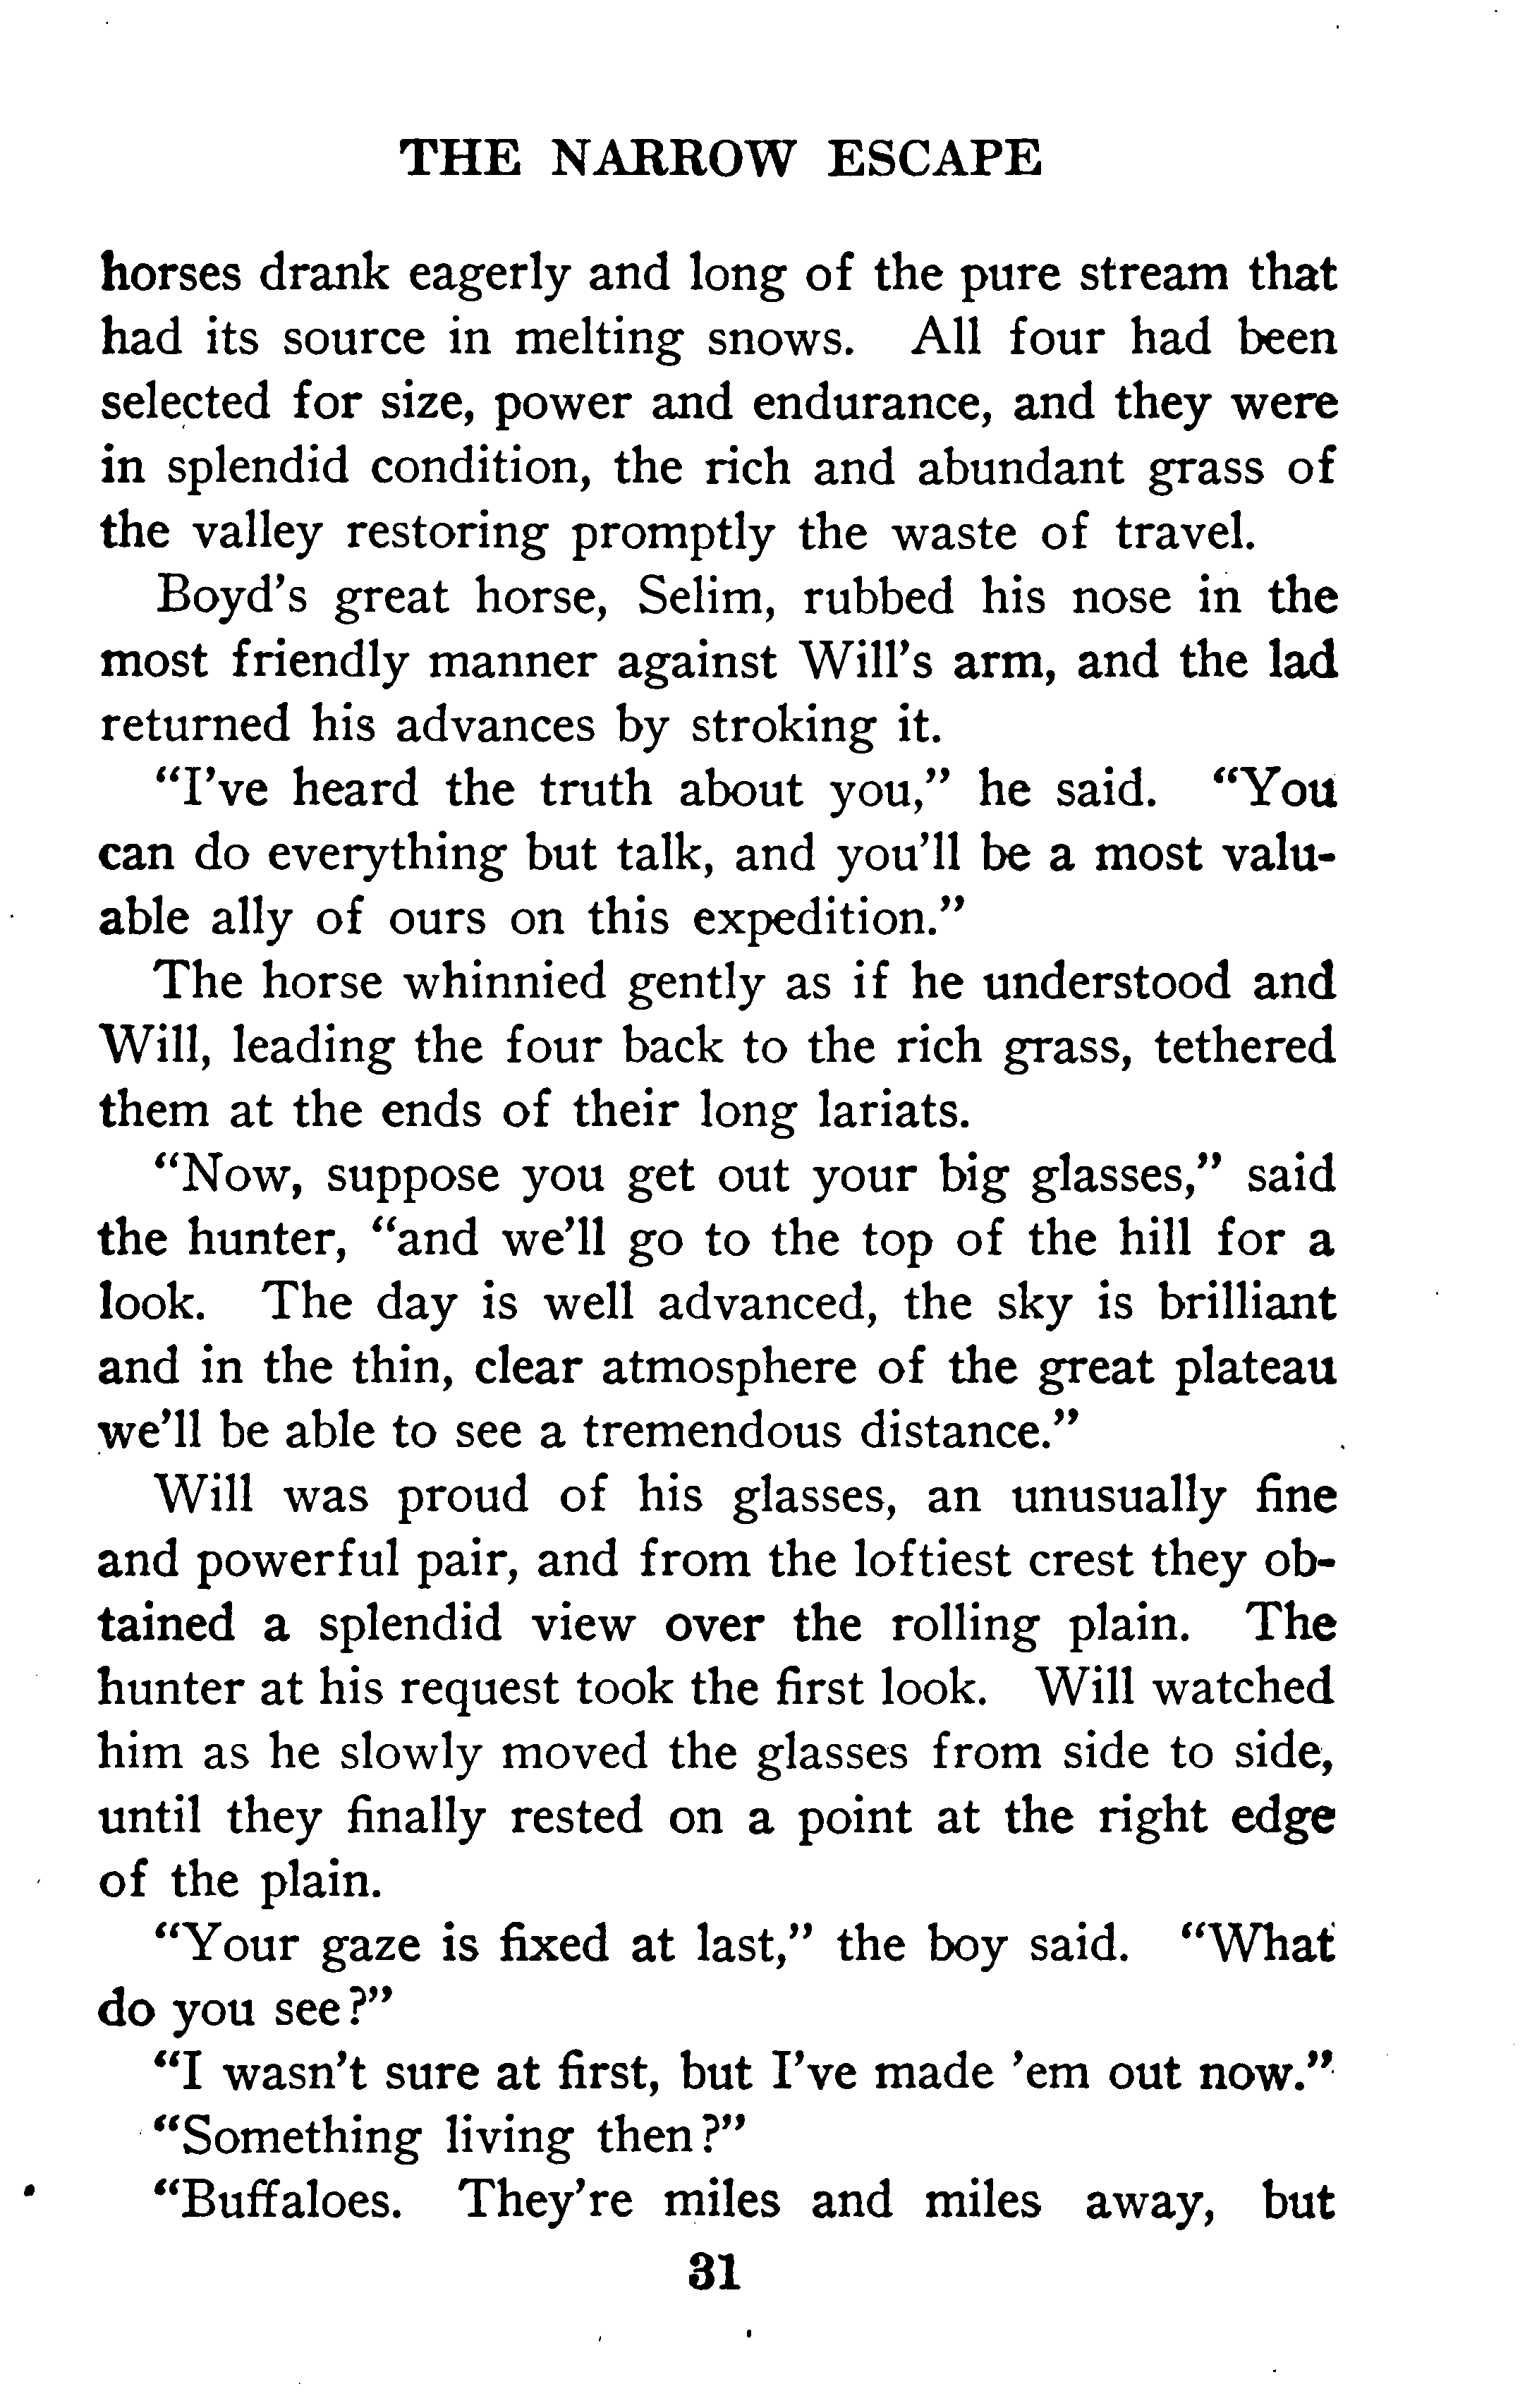 THE NARROW ESCAPE
horses drank eagerly and long of the pure stream that
had its source in melting snows. All four had been
selected for size, power and endurance, and they were
in splendid condition, the rich and abundant grass of
the valley restoring promptly the waste of travel.
Boyd's great horse, Selim, rubbed his nose in the
most friendly manner against Will's arm, and the lad
returned his advances by stroking it.
"I've heard the truth about you," he said. "You
can do everything but talk, and you'll be a most valu-
able ally of ours on this expedition."
The horse whinnied gently as if he understood and
Will, leading the four back to the rich grass, tethered
them at the ends of their long lariats.
"Now, suppose you get out your big glasses," said
the hunter, "and we'll go to the top of the hill for a
look. The day is well advanced, the sky is brilliant
and in the thin, clear atmosphere of the great plateau
we'll be able to see a tremendous distance."
Will was proud of his glasses, an unusually fine
and powerful pair, and from the loftiest crest they ob-
tained a splendid view over the rolling plain. The
hunter at his request took the first look. Will watched
him as he slowly moved the glasses from side to side,
until they finally rested on a point at the right edge
of the plain.
"Your gaze is fixed at last," the boy said. "What
do you see?"
"I wasn't sure at first, but I've made 'em out now."
"Something living then?"
"Buffaloes. They're miles and miles away, but
31